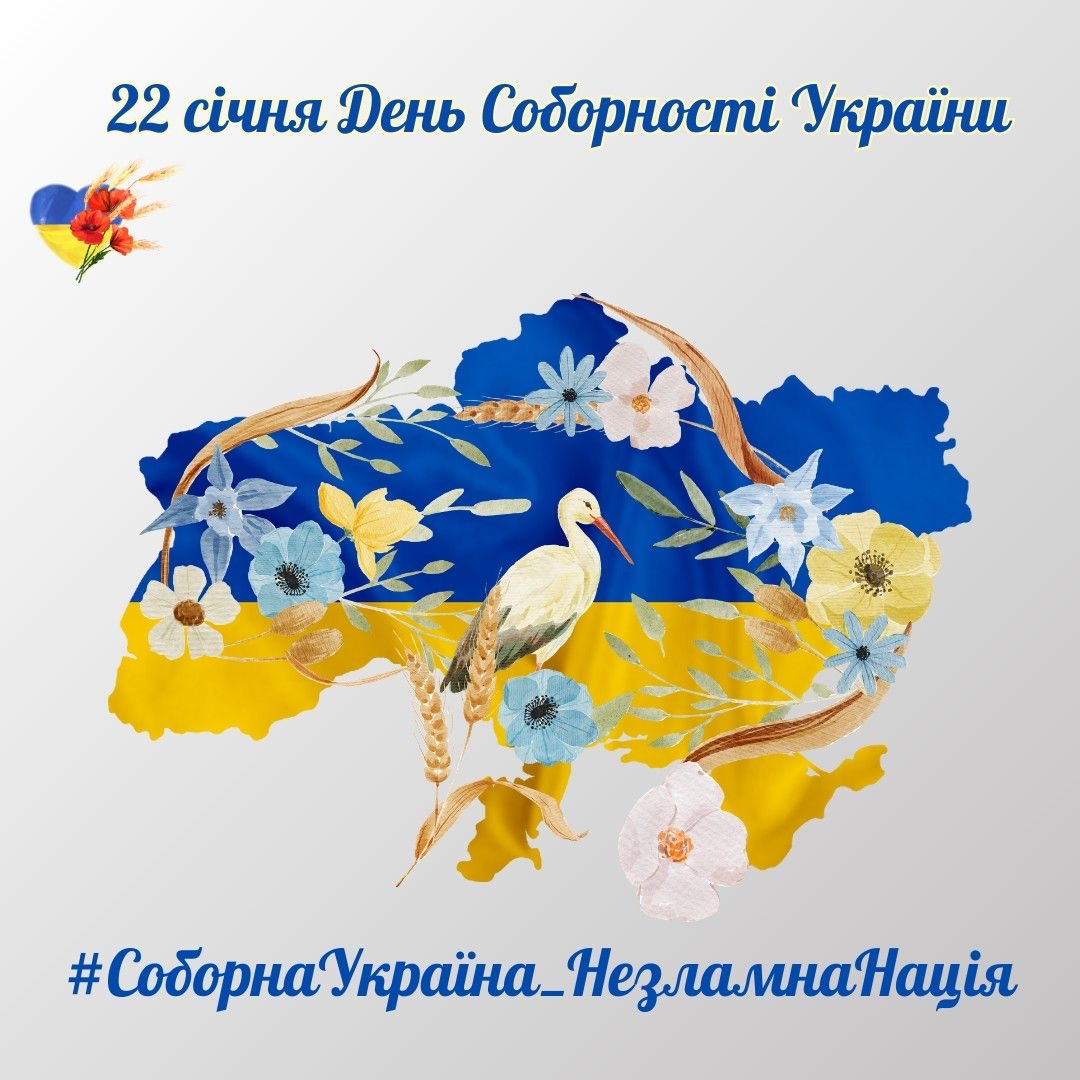 22 січня День Соборності України
#СоборнаУкраїна_НезламнаНація